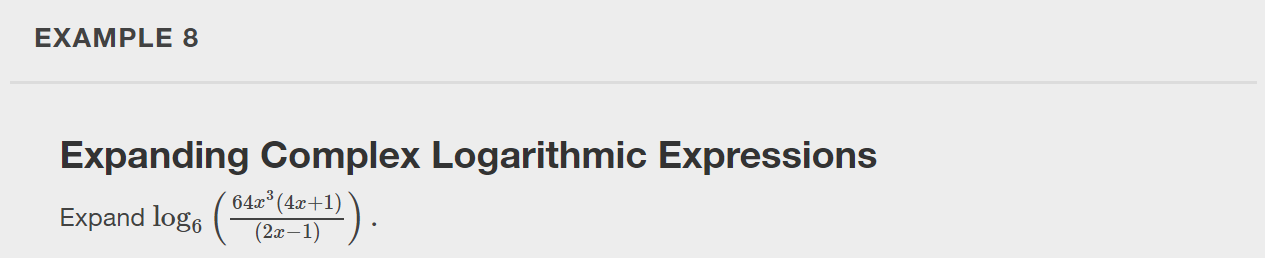 EXAMPLE 8
Expanding Complex Logarithmic Expressions
Expand log₆ (64x³(4x+1)/(2x−1)) .